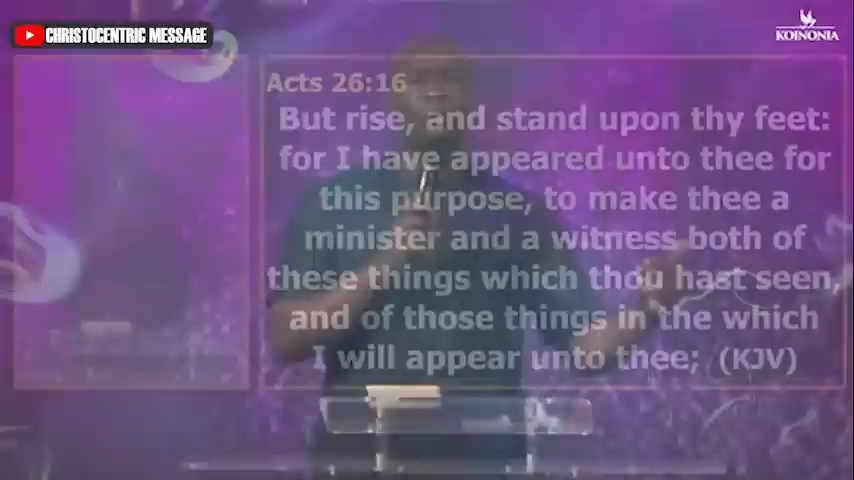 CHRISTOCENTRIC MESSAGE
KOINONIA
Acts 26:16
But rise, and stand upon thy feet:
for I have appeared unto thee for
this purpose, to make thee a
minister and a witness both of
these things which thou hast seen,
and of those things in the which
I will appear unto thee; (KJV)